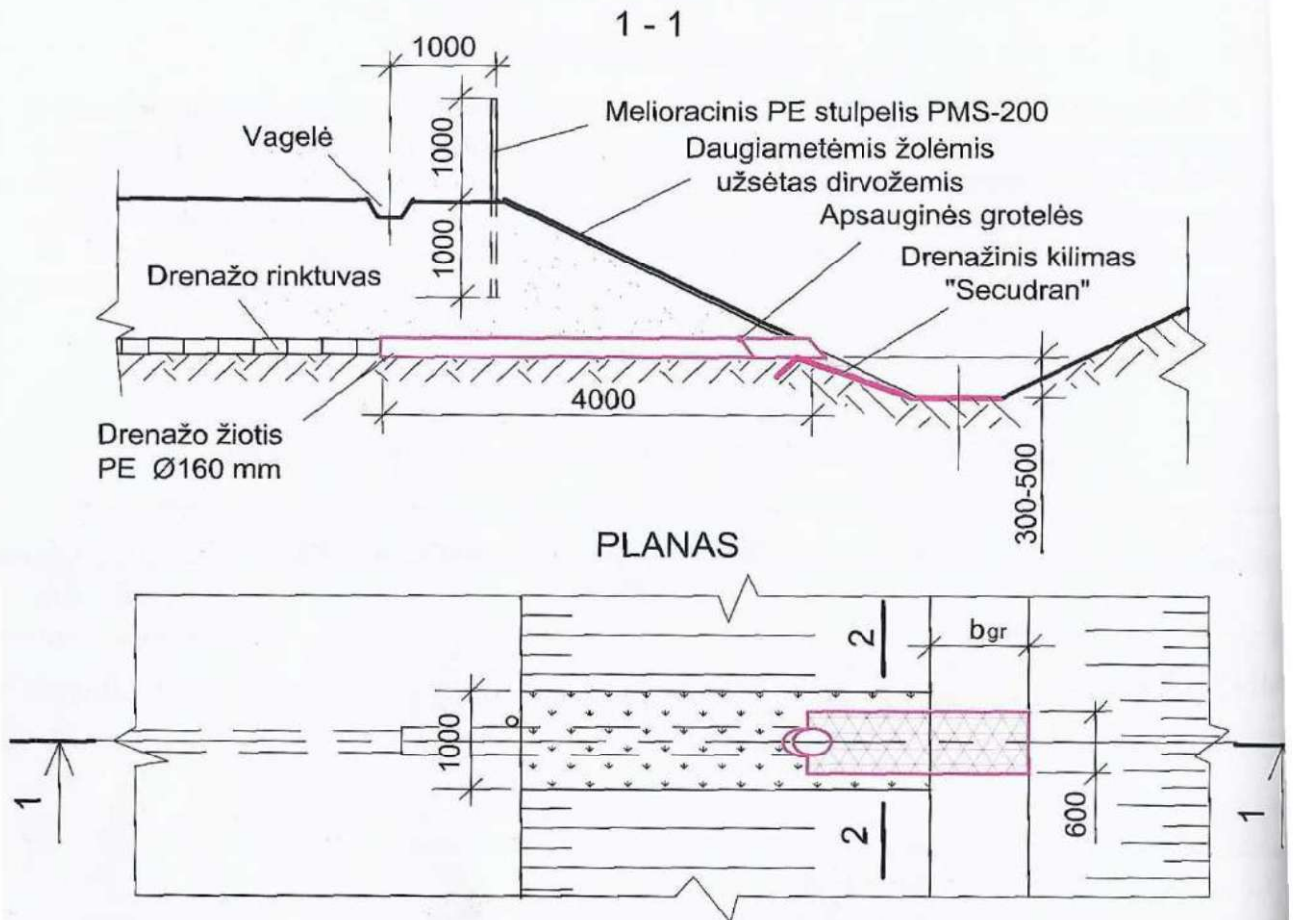 1 - 1
1000
Melioracinis PE stulpelis PMS-200
Vagelė
1000
Daugiametėmis žolėmis
užsėtas dirvožemis
Apsauginės grotelės
1000
Drenažinis kilimas
"Secudran"
Drenažo rinktuvas
4000
Drenažo žiotis
PE Ø160 mm
300-500
PLANAS
2
bgr
1000
1
600
1
2